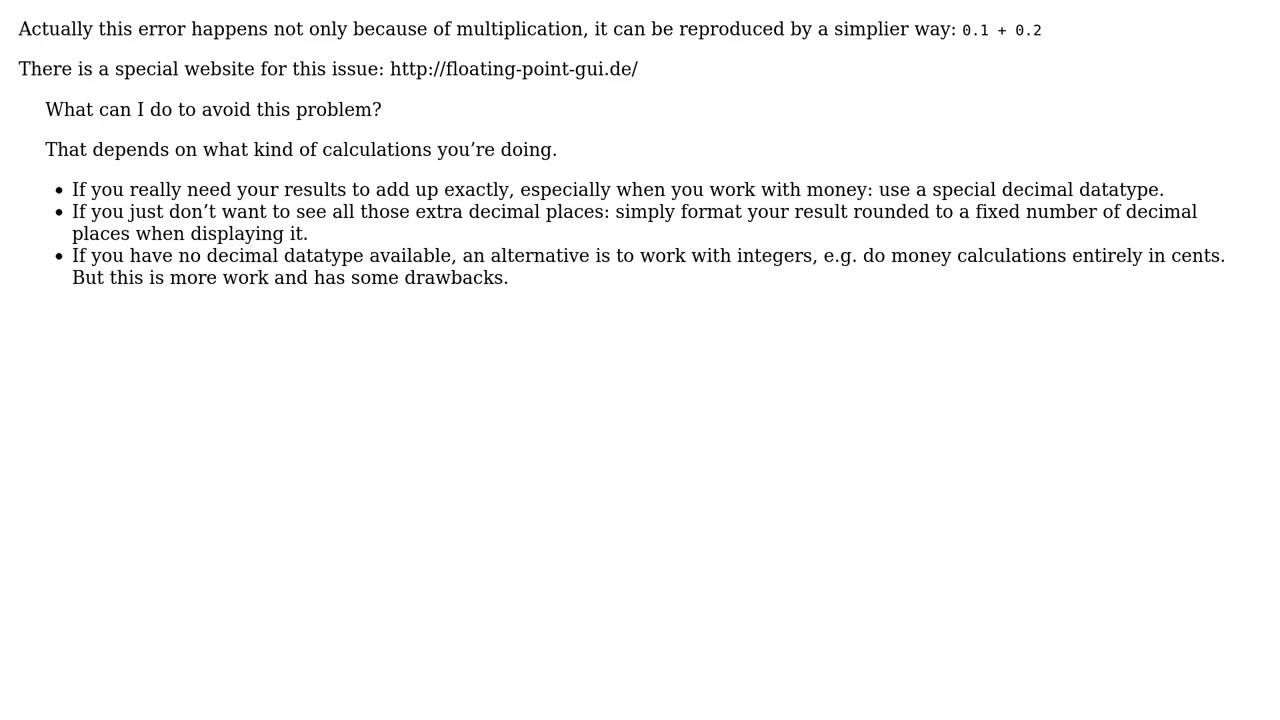 Actually this error happens not only because of multiplication, it can be reproduced by a simplier way: 0.1 + 0.2
There is a special website for this issue: http://floating-point-gui.de/
What can I do to avoid this problem?
That depends on what kind of calculations you’re doing.
• If you really need your results to add up exactly, especially when you work with money: use a special decimal datatype.
• If you just don’t want to see all those extra decimal places: simply format your result rounded to a fixed number of decimal
places when displaying it.
• If you have no decimal datatype available, an alternative is to work with integers, e.g. do money calculations entirely in cents.
But this is more work and has some drawbacks.